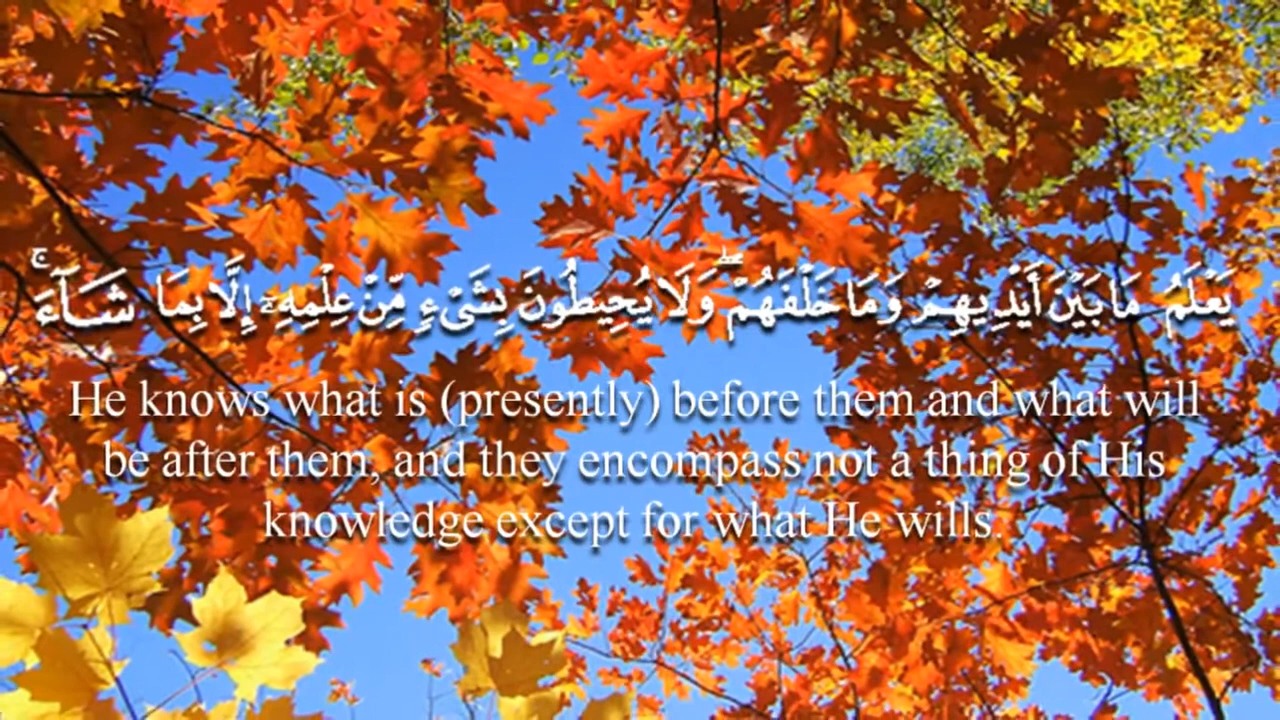 يَعْلَمُ مَا بَيْنَ أَيْدِيهِمْ وَمَا خَلْفَهُمْ ۖ وَلَا يُحِيطُونَ بِشَىْءٍ مِّنْ عِلْمِهِۦٓ إِلَّا بِمَا شَآءَ ۚ
He knows what is (presently) before them and what will
be after them, and they encompass not a thing of His
knowledge except for what He wills.